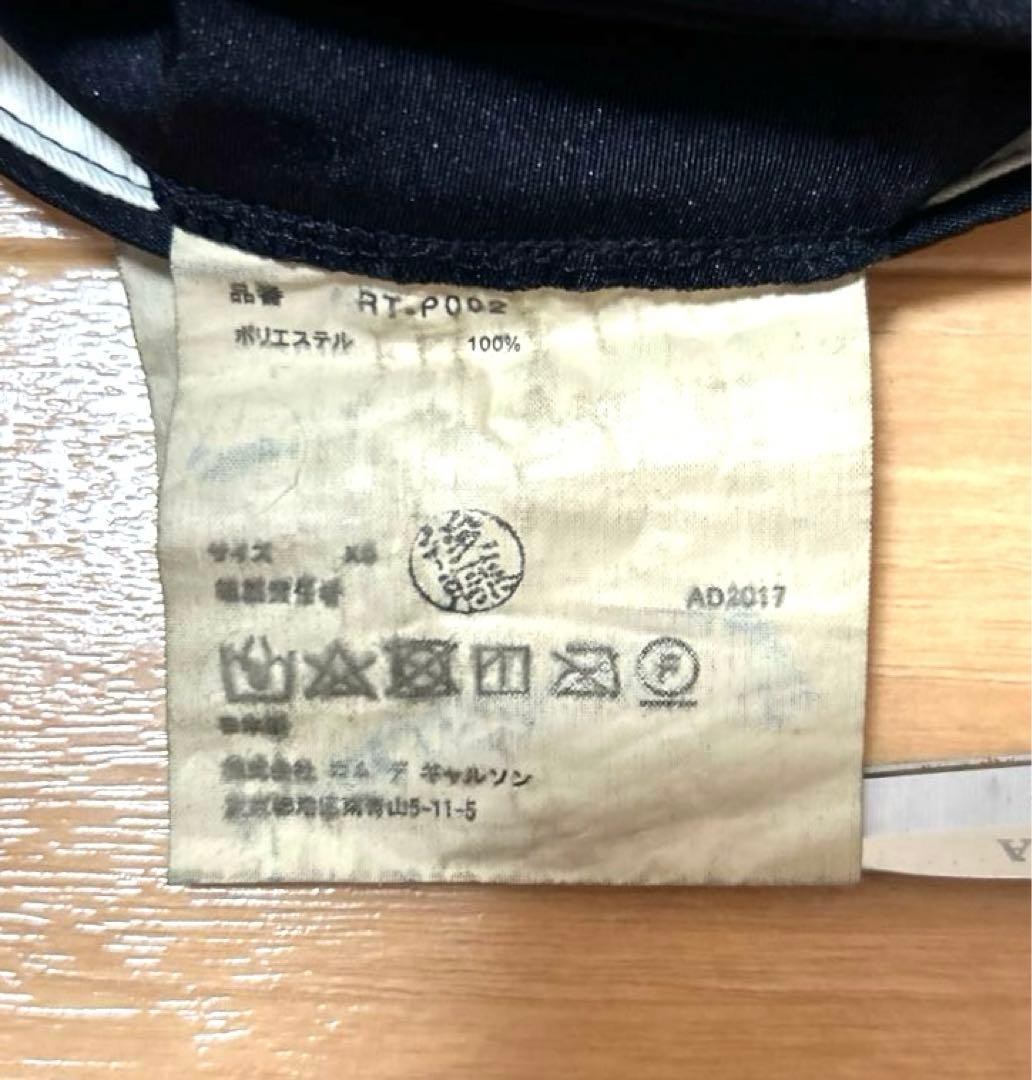 品番 RT-P002
ポリエステル 100%
サイズ XS
AD2017
日本製
株式会社 コム デ ギャルソン
東京都港区南青山5-11-5
A